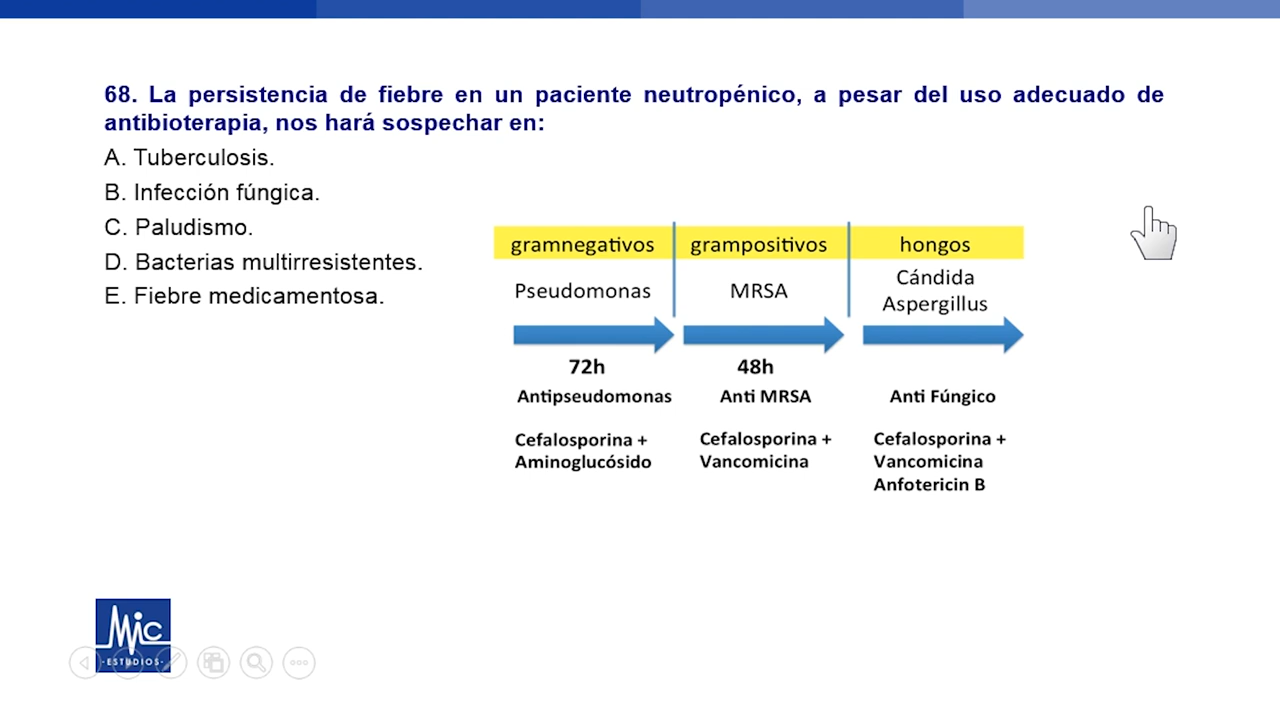 68. La persistencia de fiebre en un paciente neutropénico, a pesar del uso adecuado de
antibioterapia, nos hará sospechar en:
A. Tuberculosis.
B. Infección fúngica.
C. Paludismo.
D. Bacterias multirresistentes.
E. Fiebre medicamentosa.
gramnegativos grampositivos hongos
Pseudomonas MRSA Cándida
Aspergillus
72h 48h
Antipseudomonas Anti MRSA Anti Fúngico
Cefalosporina + Cefalosporina + Cefalosporina +
Aminoglucósido Vancomicina Vancomicina
Anfotericin B
Mic
·ESTUDIOS·